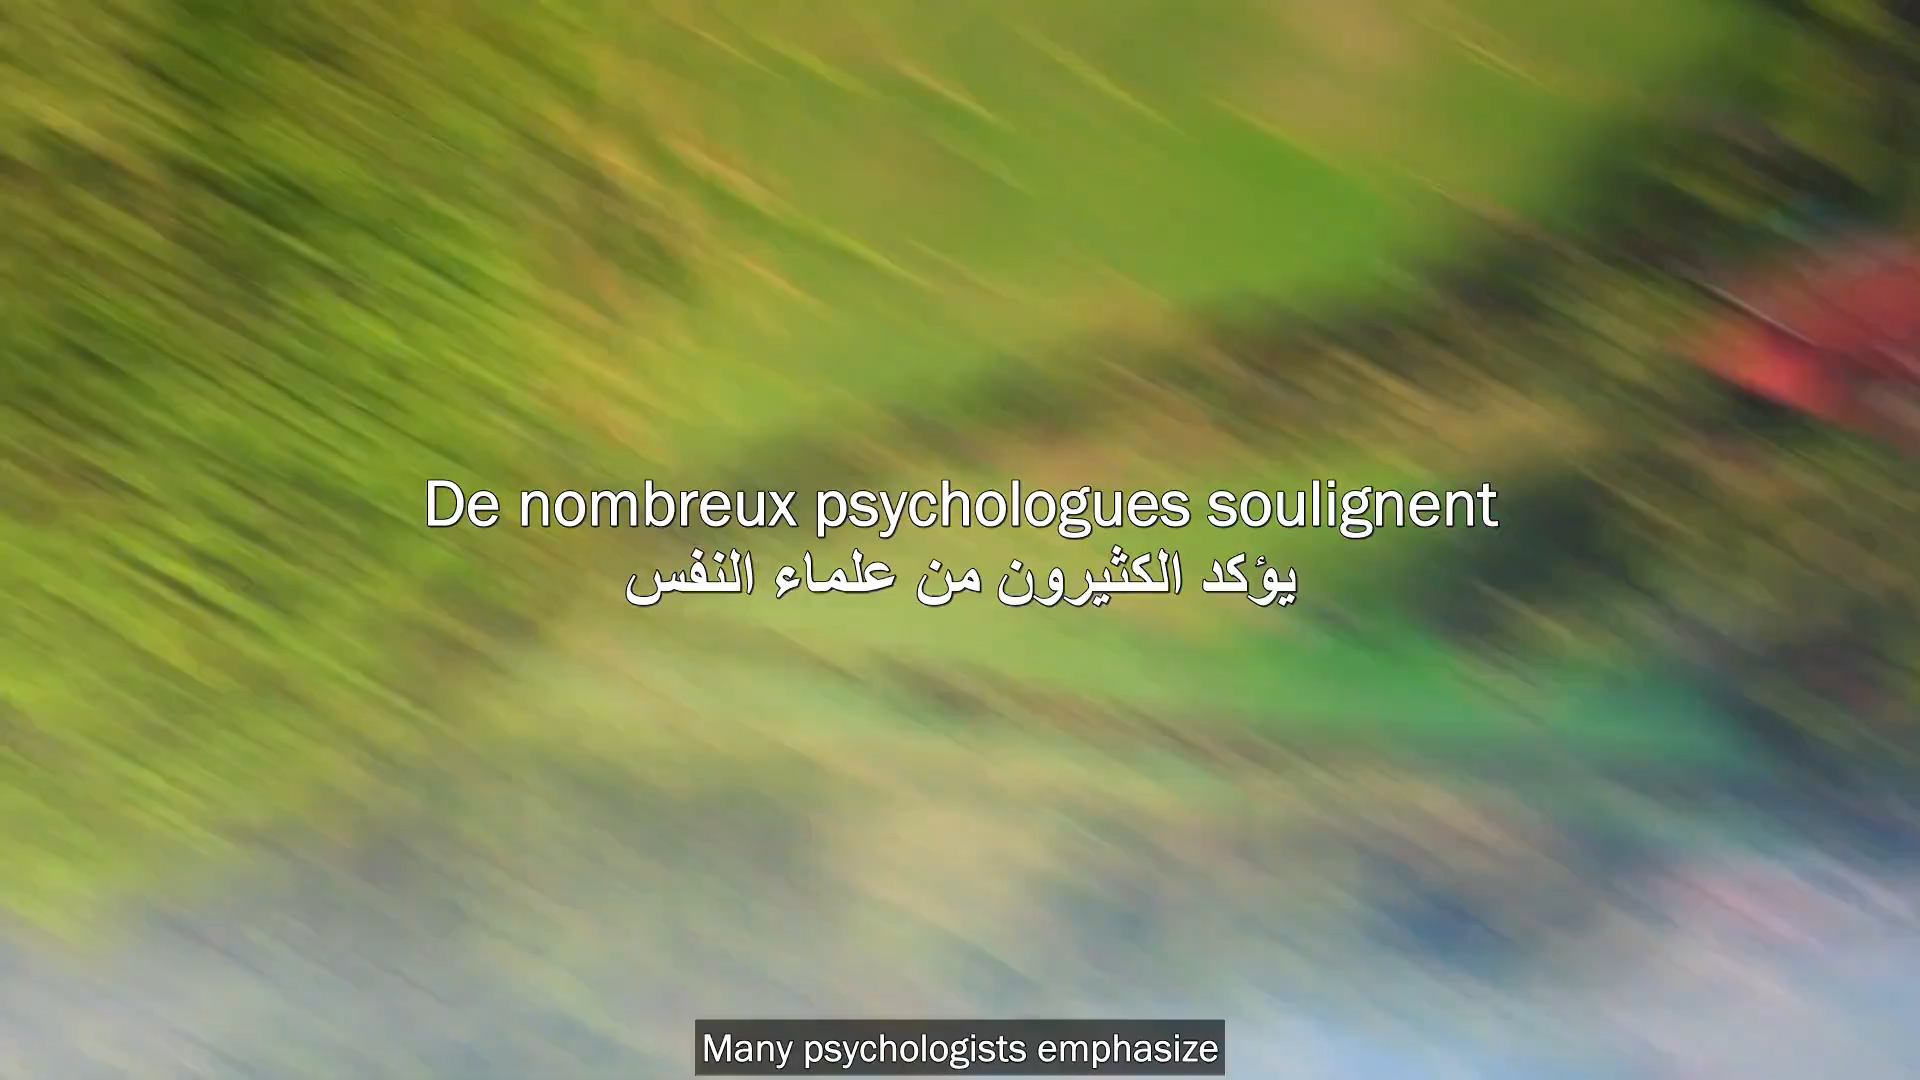 De nombreux psychologues soulignent
يؤكد الكثيرون من علماء النفس
Many psychologists emphasize